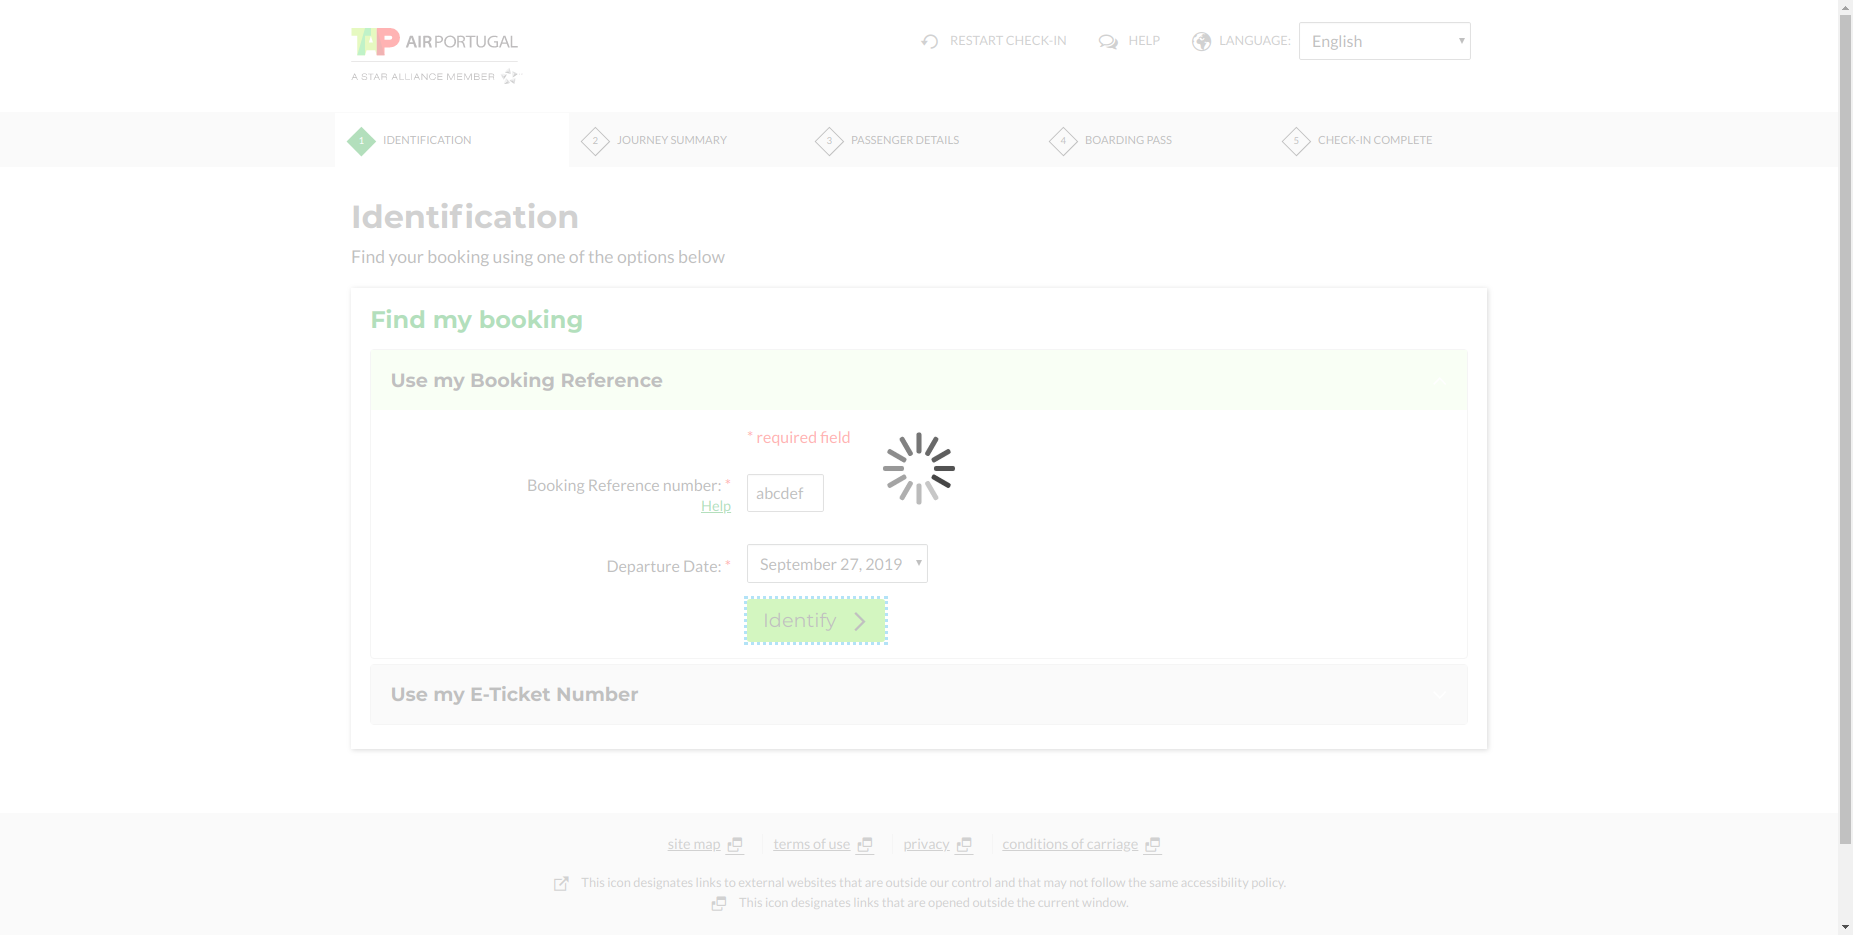 TAP AIRPORTUGAL
A STAR ALLIANCE MEMBER
RESTART CHECK-IN
HELP
LANGUAGE:
English
1 IDENTIFICATION
2 JOURNEY SUMMARY
3 PASSENGER DETAILS
4 BOARDING PASS
5 CHECK-IN COMPLETE
Identification
Find your booking using one of the options below
Find my booking
Use my Booking Reference
* required field
Booking Reference number: *
abcdef
Help
Departure Date: *
September 27, 2019
Identify
Use my E-Ticket Number
site map
terms of use
privacy
conditions of carriage
This icon designates links to external websites that are outside our control and that may not follow the same accessibility policy.
This icon designates links that are opened outside the current window.